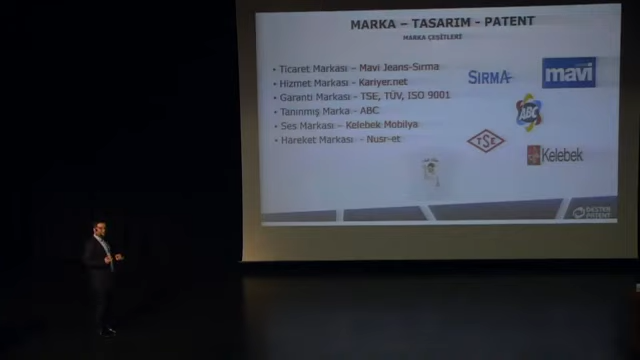 MARKA – TASARIM - PATENT
MARKA ÇEŞİTLERİ
• Ticaret Markası – Mavi Jeans-Sırma
• Hizmet Markası - Kariyer.net
• Garanti Markası - TSE, TÜV, ISO 9001
• Tanınmış Marka - ABC
• Ses Markası – Kelebek Mobilya
• Hareket Markası - Nusr-et
SIRMA
mavi
ABC
TSE
Kelebek
DESTEK
PATENT